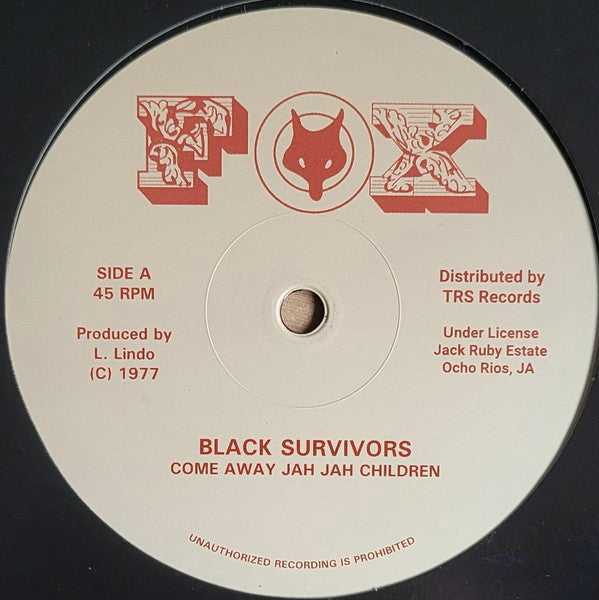 FOX
SIDE A
45 RPM
Produced by
L. Lindo
(C) 1977
Distributed by
TRS Records
Under License
Jack Ruby Estate
Ocho Rios, JA
BLACK SURVIVORS
COME AWAY JAH JAH CHILDREN
UNAUTHORIZED RECORDING IS PROHIBITED